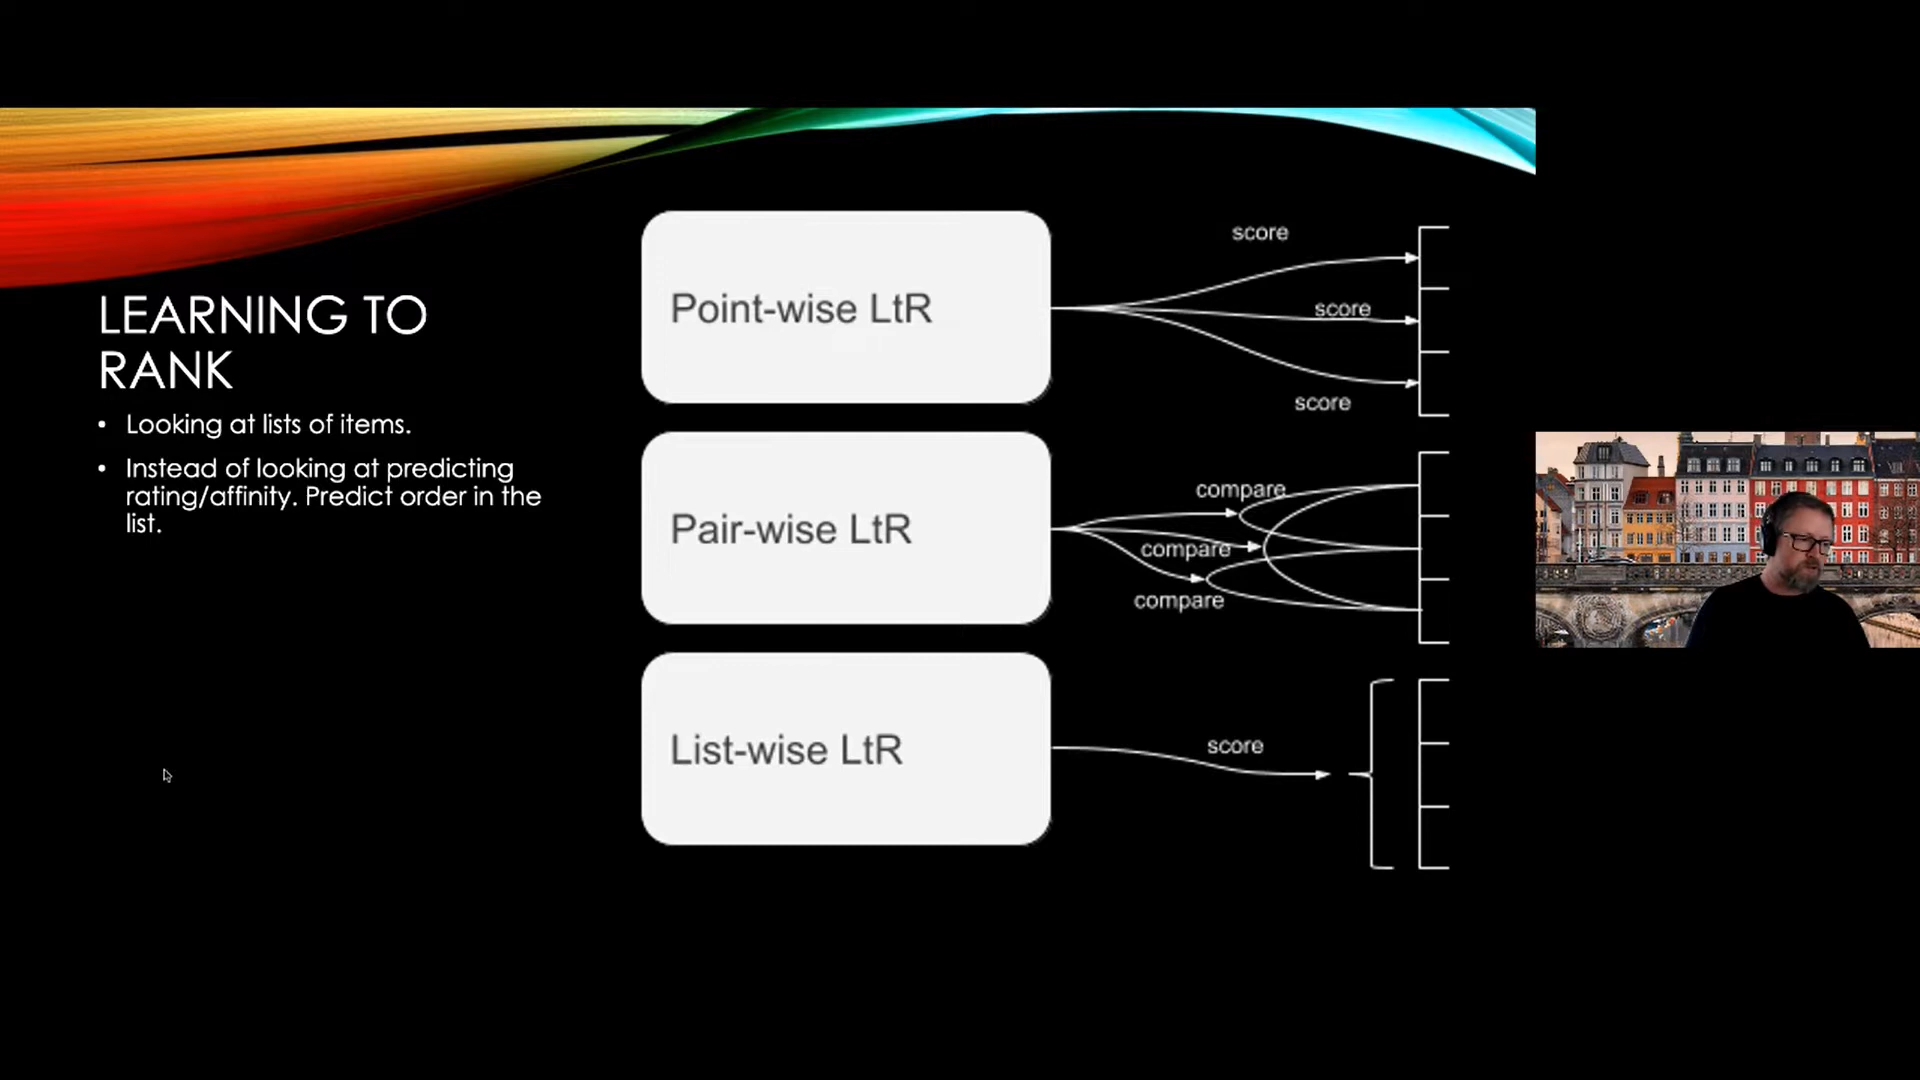 LEARNING TO
RANK
• Looking at lists of items.
• Instead of looking at predicting
rating/affinity. Predict order in the
list.
Point-wise LtR
score
score
score
Pair-wise LtR
compare
compare
compare
List-wise LtR
score